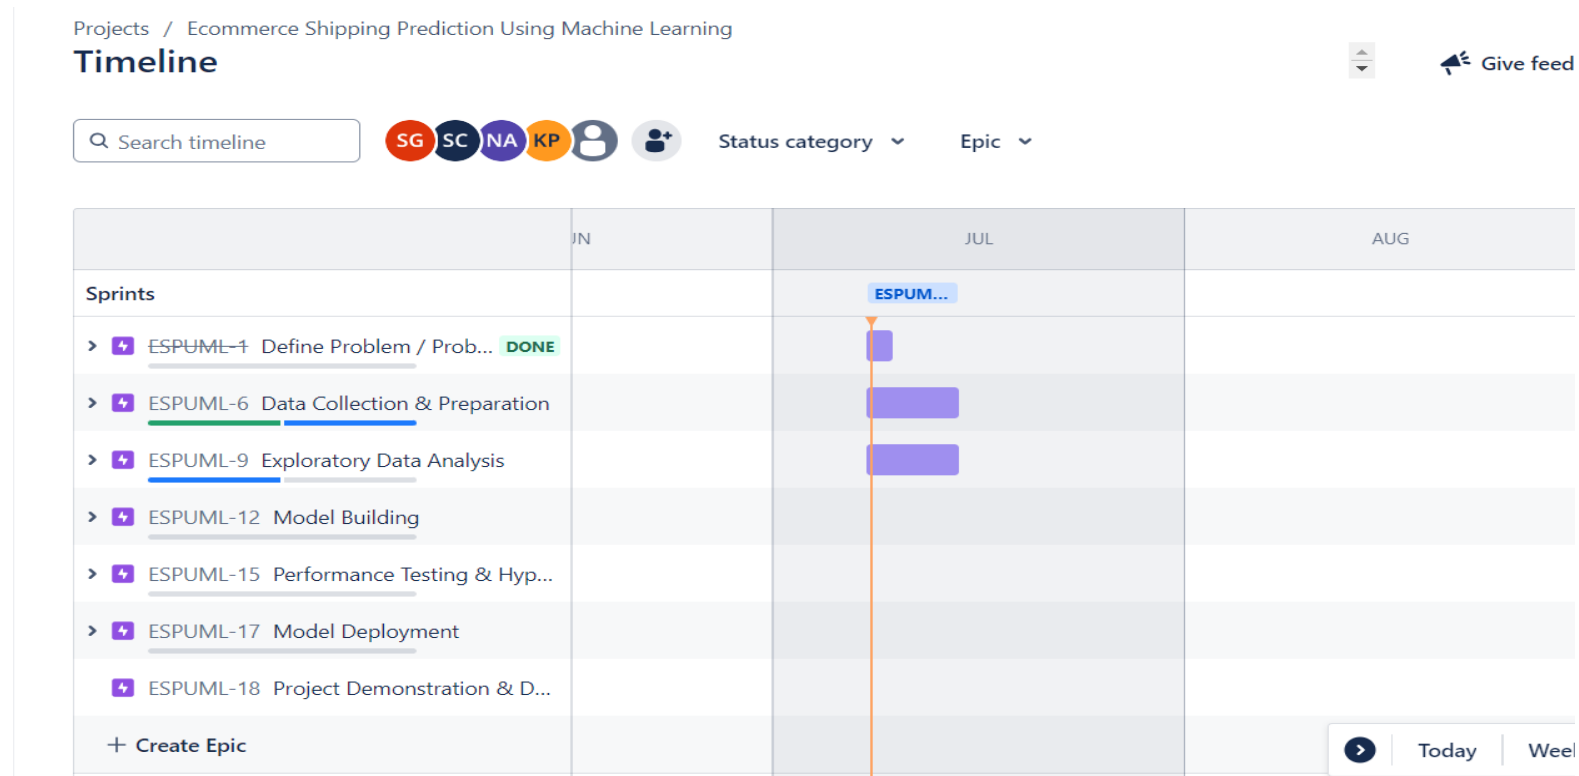 Projects / Ecommerce Shipping Prediction Using Machine Learning
Timeline
Give feed
Search timeline
SG SC NA KP
Status category
Epic
JUL
AUG
Sprints
ESPUM...
ESPUML-1 Define Problem / Prob... DONE
ESPUML-6 Data Collection & Preparation
ESPUML-9 Exploratory Data Analysis
ESPUML-12 Model Building
ESPUML-15 Performance Testing & Hyp...
ESPUML-17 Model Deployment
ESPUML-18 Project Demonstration & D...
+ Create Epic
Today